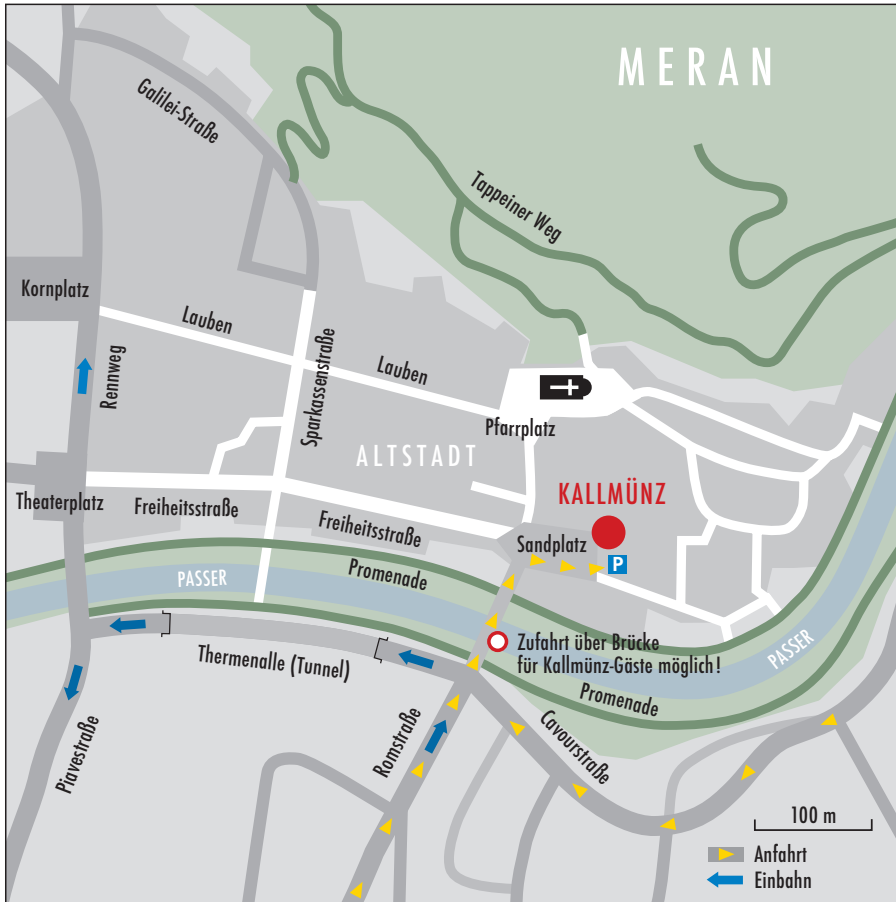 MERAN
Galilei-Straße
Tappeiner Weg
Kornplatz
Lauben
Rennweg
Sparkassenstraße
Lauben
Pfarrplatz
ALTSTADT
KALLMÜNZ
Theaterplatz
Freiheitsstraße
Freiheitsstraße
Sandplatz
P
PASSER
Promenade
Zufahrt über Brücke
für Kallmünz-Gäste möglich!
PASSER
Thermenalle (Tunnel)
Promenade
Piavestraße
Romstraße
Cavourstraße
100 m
Anfahrt
Einbahn